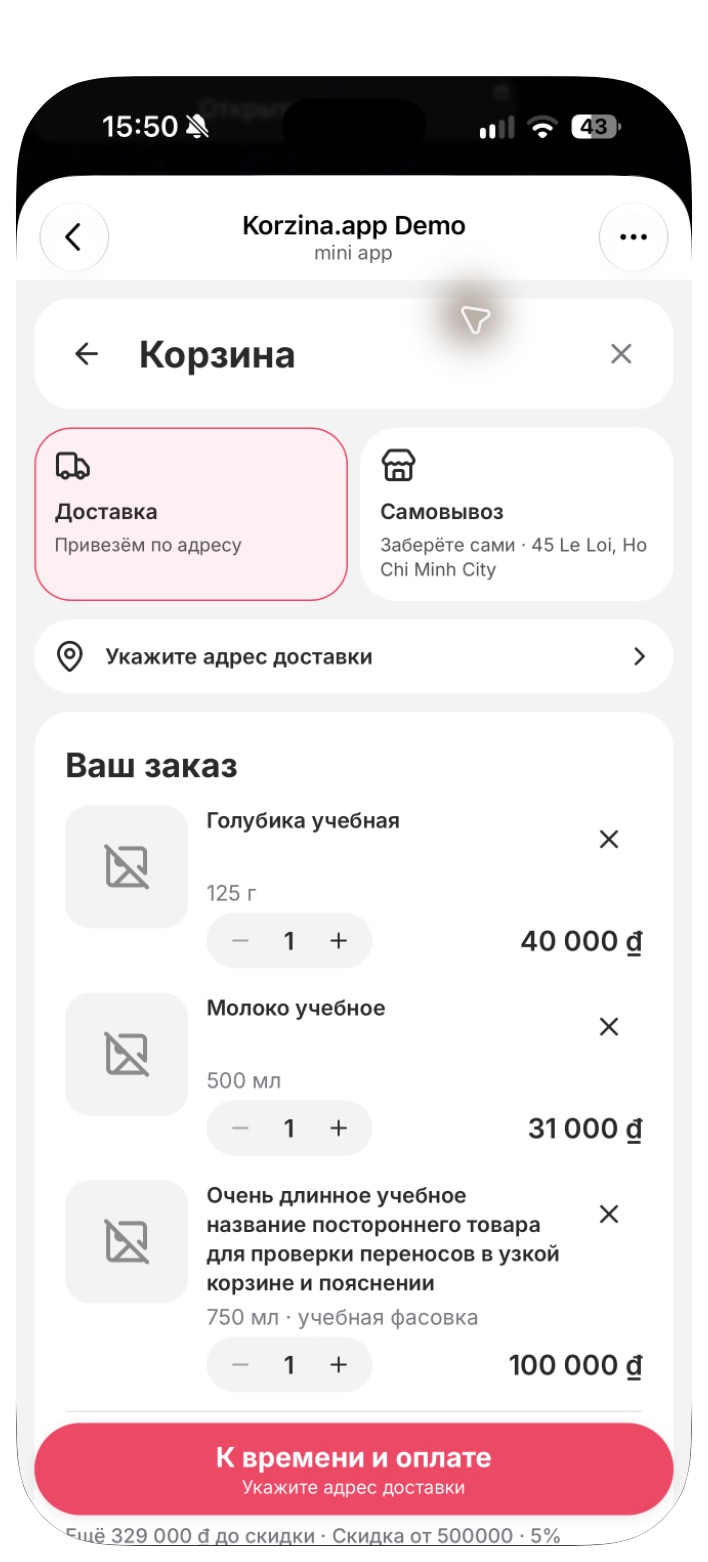 15:50
43
Korzina.app Demo
mini app
Корзина
Доставка
Привезём по адресу
Самовывоз
Заберёте сами · 45 Le Loi, Ho
Chi Minh City
Укажите адрес доставки
Ваш заказ
Голубика учебная
125 г
1
40 000 ₫
Молоко учебное
500 мл
1
31 000 ₫
Очень длинное учебное
название постороннего товара
для проверки переносов в узкой
корзине и пояснении
750 мл · учебная фасовка
1
100 000 ₫
К времени и оплате
Укажите адрес доставки
Ещё 329 000 ₫ до скидки · Скидка от 500000 · 5%